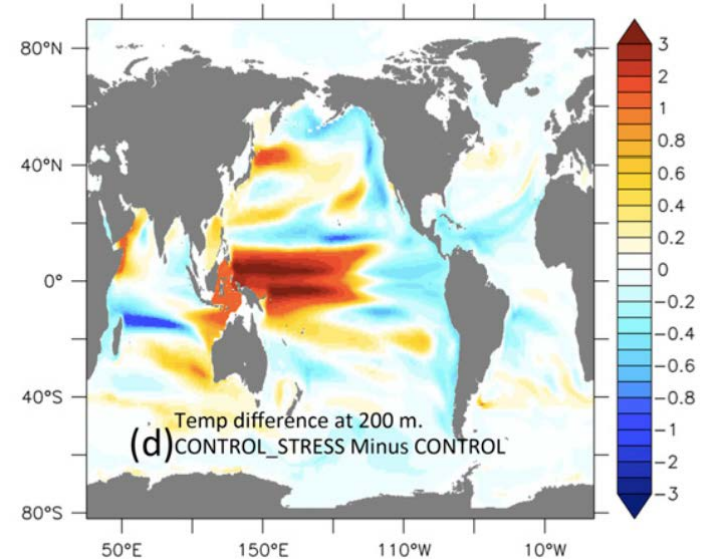 80°N
40°N
0°
40°S
80°S
50°E 150°E 110°W 10°W
3
2
1
0.8
0.6
0.4
0.2
0
−0.2
−0.4
−0.6
−0.8
−1
−2
−3
Temp difference at 200 m.
(d) CONTROL_STRESS Minus CONTROL